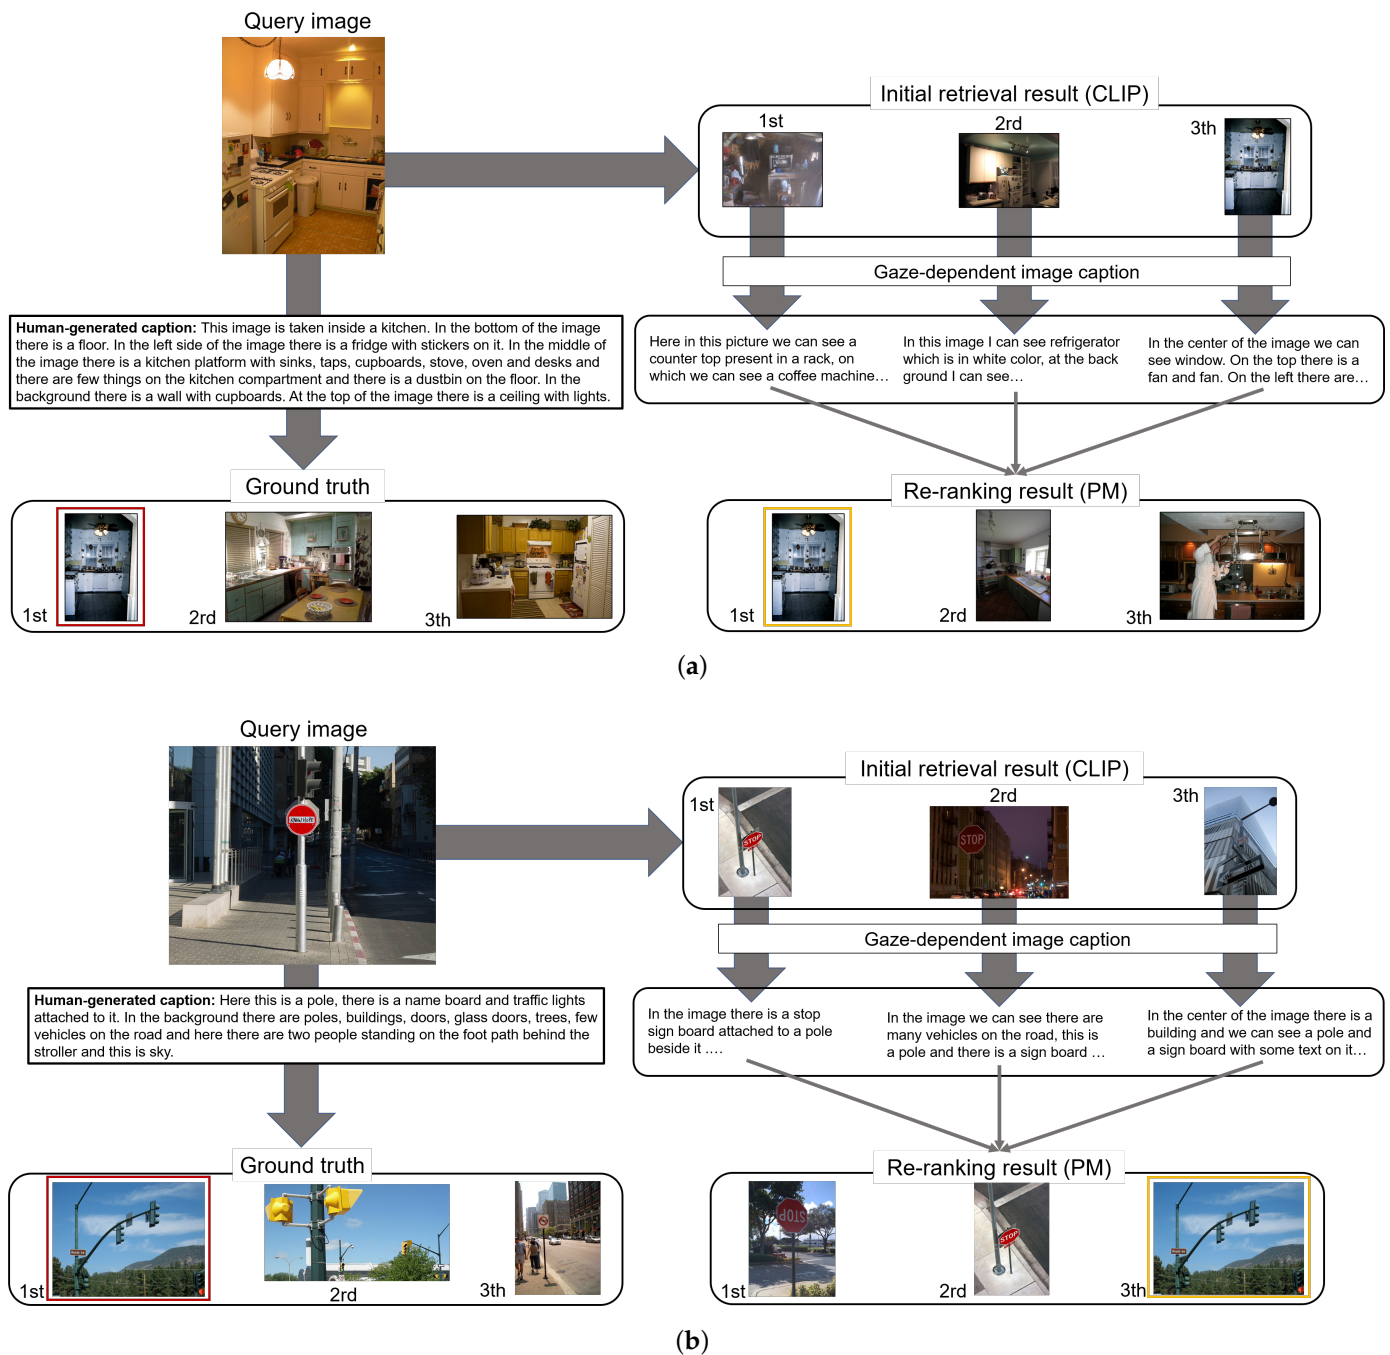 Query image
Initial retrieval result (CLIP)
1st
2rd
3th
Gaze-dependent image caption
Human-generated caption: This image is taken inside a kitchen. In the bottom of the image
there is a floor. In the left side of the image there is a fridge with stickers on it. In the middle of
the image there is a kitchen platform with sinks, taps, cupboards, stove, oven and desks and
there are few things on the kitchen compartment and there is a dustbin on the floor. In the
background there is a wall with cupboards. At the top of the image there is a ceiling with lights.
Here in this picture we can see a
counter top present in a rack, on
which we can see a coffee machine…
In this image I can see refrigerator
which is in white color, at the back
ground I can see…
In the center of the image we can
see window. On the top there is a
fan and fan. On the left there are…
Ground truth
1st
2rd
3th
Re-ranking result (PM)
1st
2rd
3th
(a)
Query image
Initial retrieval result (CLIP)
1st
2rd
3th
STOP
STOP
Gaze-dependent image caption
Human-generated caption: Here this is a pole, there is a name board and traffic lights
attached to it. In the background there are poles, buildings, doors, glass doors, trees, few
vehicles on the road and here there are two people standing on the foot path behind the
stroller and this is sky.
In the image there is a stop
sign board attached to a pole
beside it ….
In the image we can see there are
many vehicles on the road, this is
a pole and there is a sign board …
In the center of the image there is a
building and we can see a pole and
a sign board with some text on it…
Ground truth
1st
2rd
3th
Re-ranking result (PM)
STOP
STOP
1st
2rd
3th
(b)